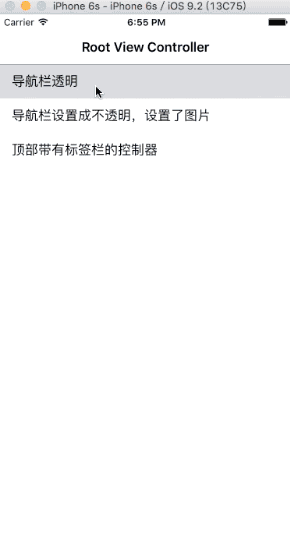 iPhone 6s - iPhone 6s / iOS 9.2 (13C75)
Carrier 6:55 PM
Root View Controller
导航栏透明
导航栏设置成不透明，设置了图片
顶部带有标签栏的控制器